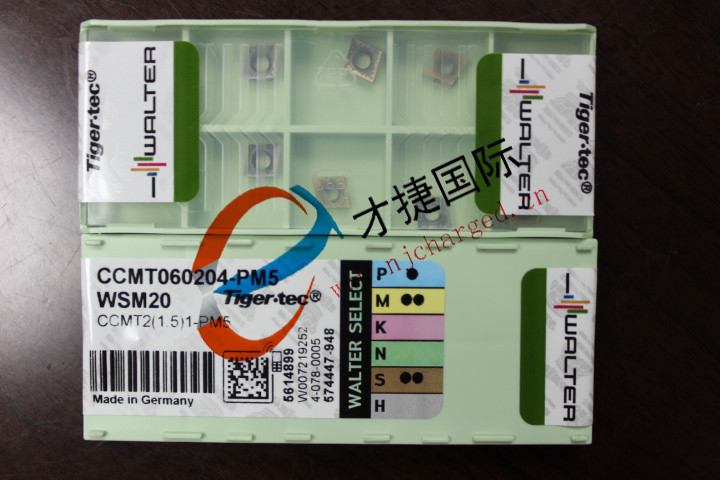 Tiger·tec®
WALTER
WALTER
Tiger·tec®
才捷国际
www.njcharged.cn
CCMT060204-PM5
WSM20
Tiger·tec®
CCMT2(1.5)1-PM5
Made in Germany
5614899
W007219252
4-078-0005
574447-948
WALTER SELECT
P
M
K
N
S
H
WALTER